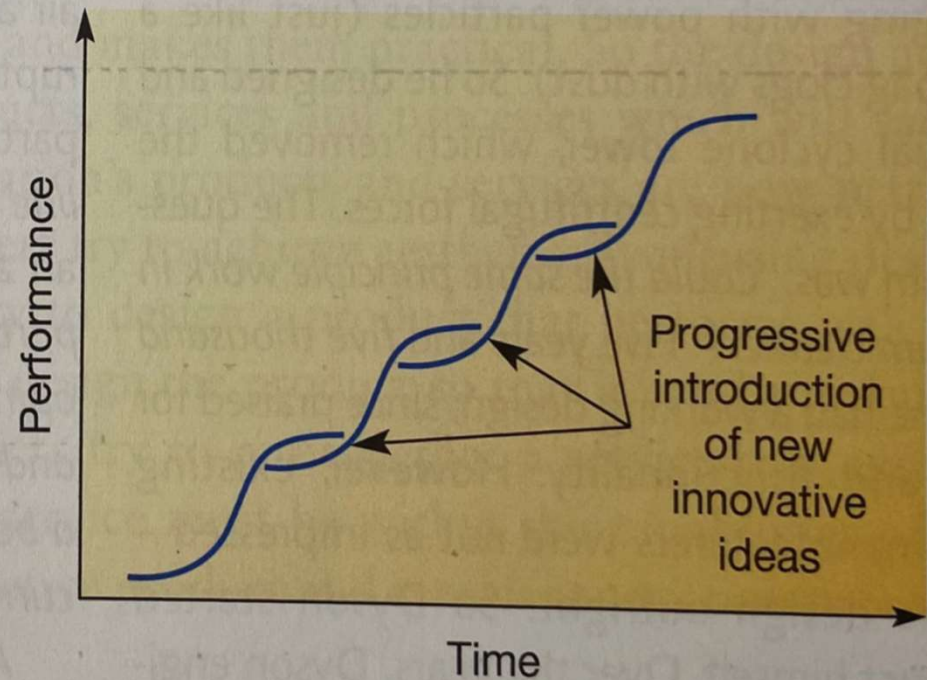 Performance
Progressive
introduction
of new
innovative
ideas
Time